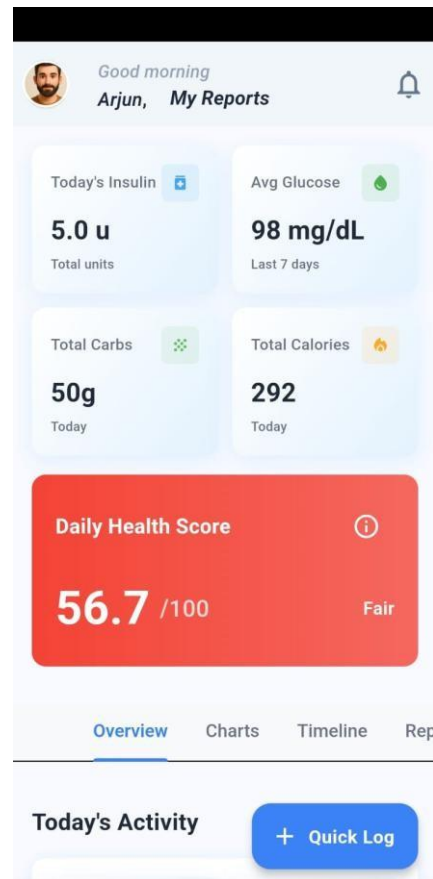 Good morning
Arjun, My Reports
Today's Insulin
5.0 u
Total units
Avg Glucose
98 mg/dL
Last 7 days
Total Carbs
50g
Today
Total Calories
292
Today
Daily Health Score
56.7 /100
Fair
Overview Charts Timeline Rep
Today's Activity
+ Quick Log